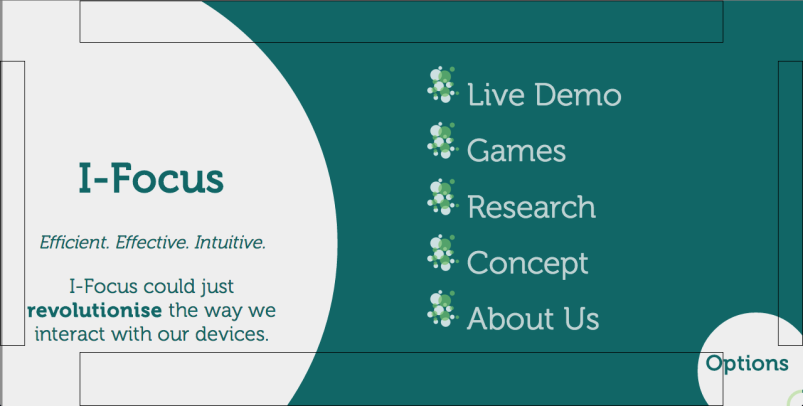 I-Focus
Efficient. Effective. Intuitive.
I-Focus could just
revolutionise the way we
interact with our devices.
Live Demo
Games
Research
Concept
About Us
Options